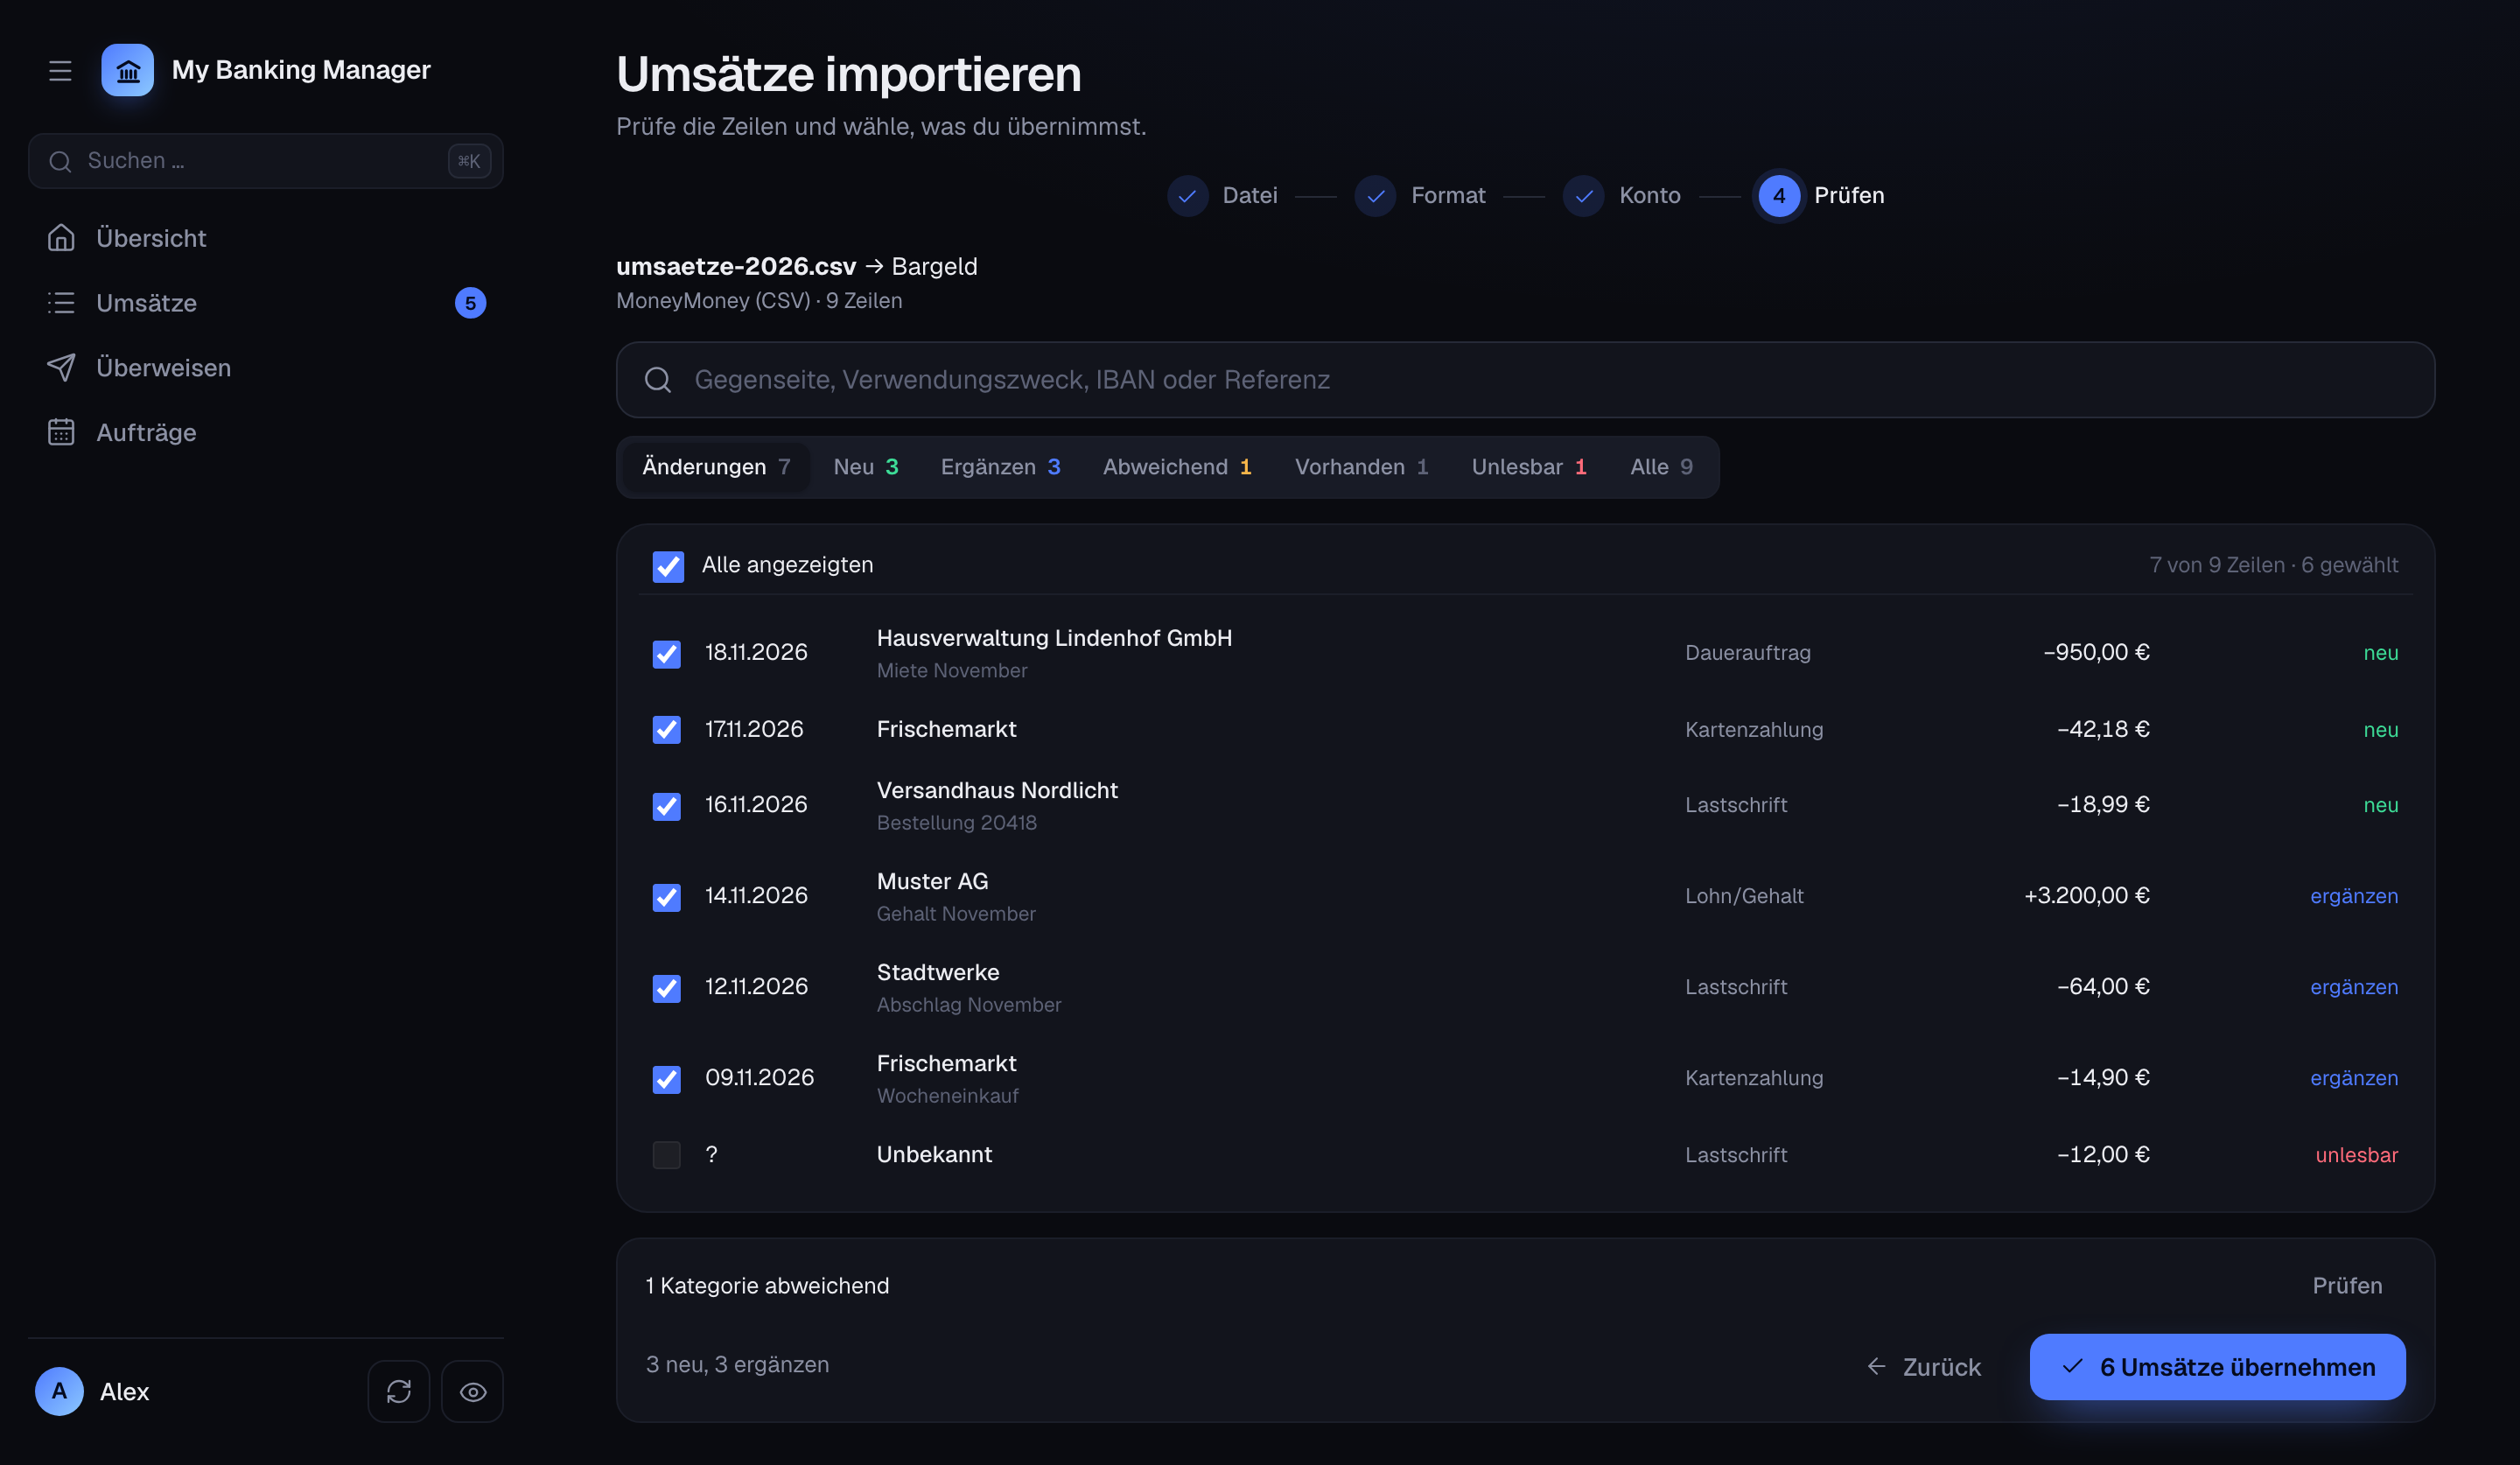 My Banking Manager
Suchen … ⌘K
Übersicht
Umsätze 5
Überweisen
Aufträge
A Alex
Umsätze importieren
Prüfe die Zeilen und wähle, was du übernimmst.
Datei Format Konto 4 Prüfen
umsaetze-2026.csv → Bargeld
MoneyMoney (CSV) · 9 Zeilen
Gegenseite, Verwendungszweck, IBAN oder Referenz
Änderungen 7 Neu 3 Ergänzen 3 Abweichend 1 Vorhanden 1 Unlesbar 1 Alle 9
Alle angezeigten 7 von 9 Zeilen · 6 gewählt
18.11.2026 Hausverwaltung Lindenhof GmbH Dauerauftrag −950,00 € neu
Miete November
17.11.2026 Frischemarkt Kartenzahlung −42,18 € neu
16.11.2026 Versandhaus Nordlicht Lastschrift −18,99 € neu
Bestellung 20418
14.11.2026 Muster AG Lohn/Gehalt +3.200,00 € ergänzen
Gehalt November
12.11.2026 Stadtwerke Lastschrift −64,00 € ergänzen
Abschlag November
09.11.2026 Frischemarkt Kartenzahlung −14,90 € ergänzen
Wocheneinkauf
? Unbekannt Lastschrift −12,00 € unlesbar
1 Kategorie abweichend Prüfen
3 neu, 3 ergänzen ← Zurück 6 Umsätze übernehmen